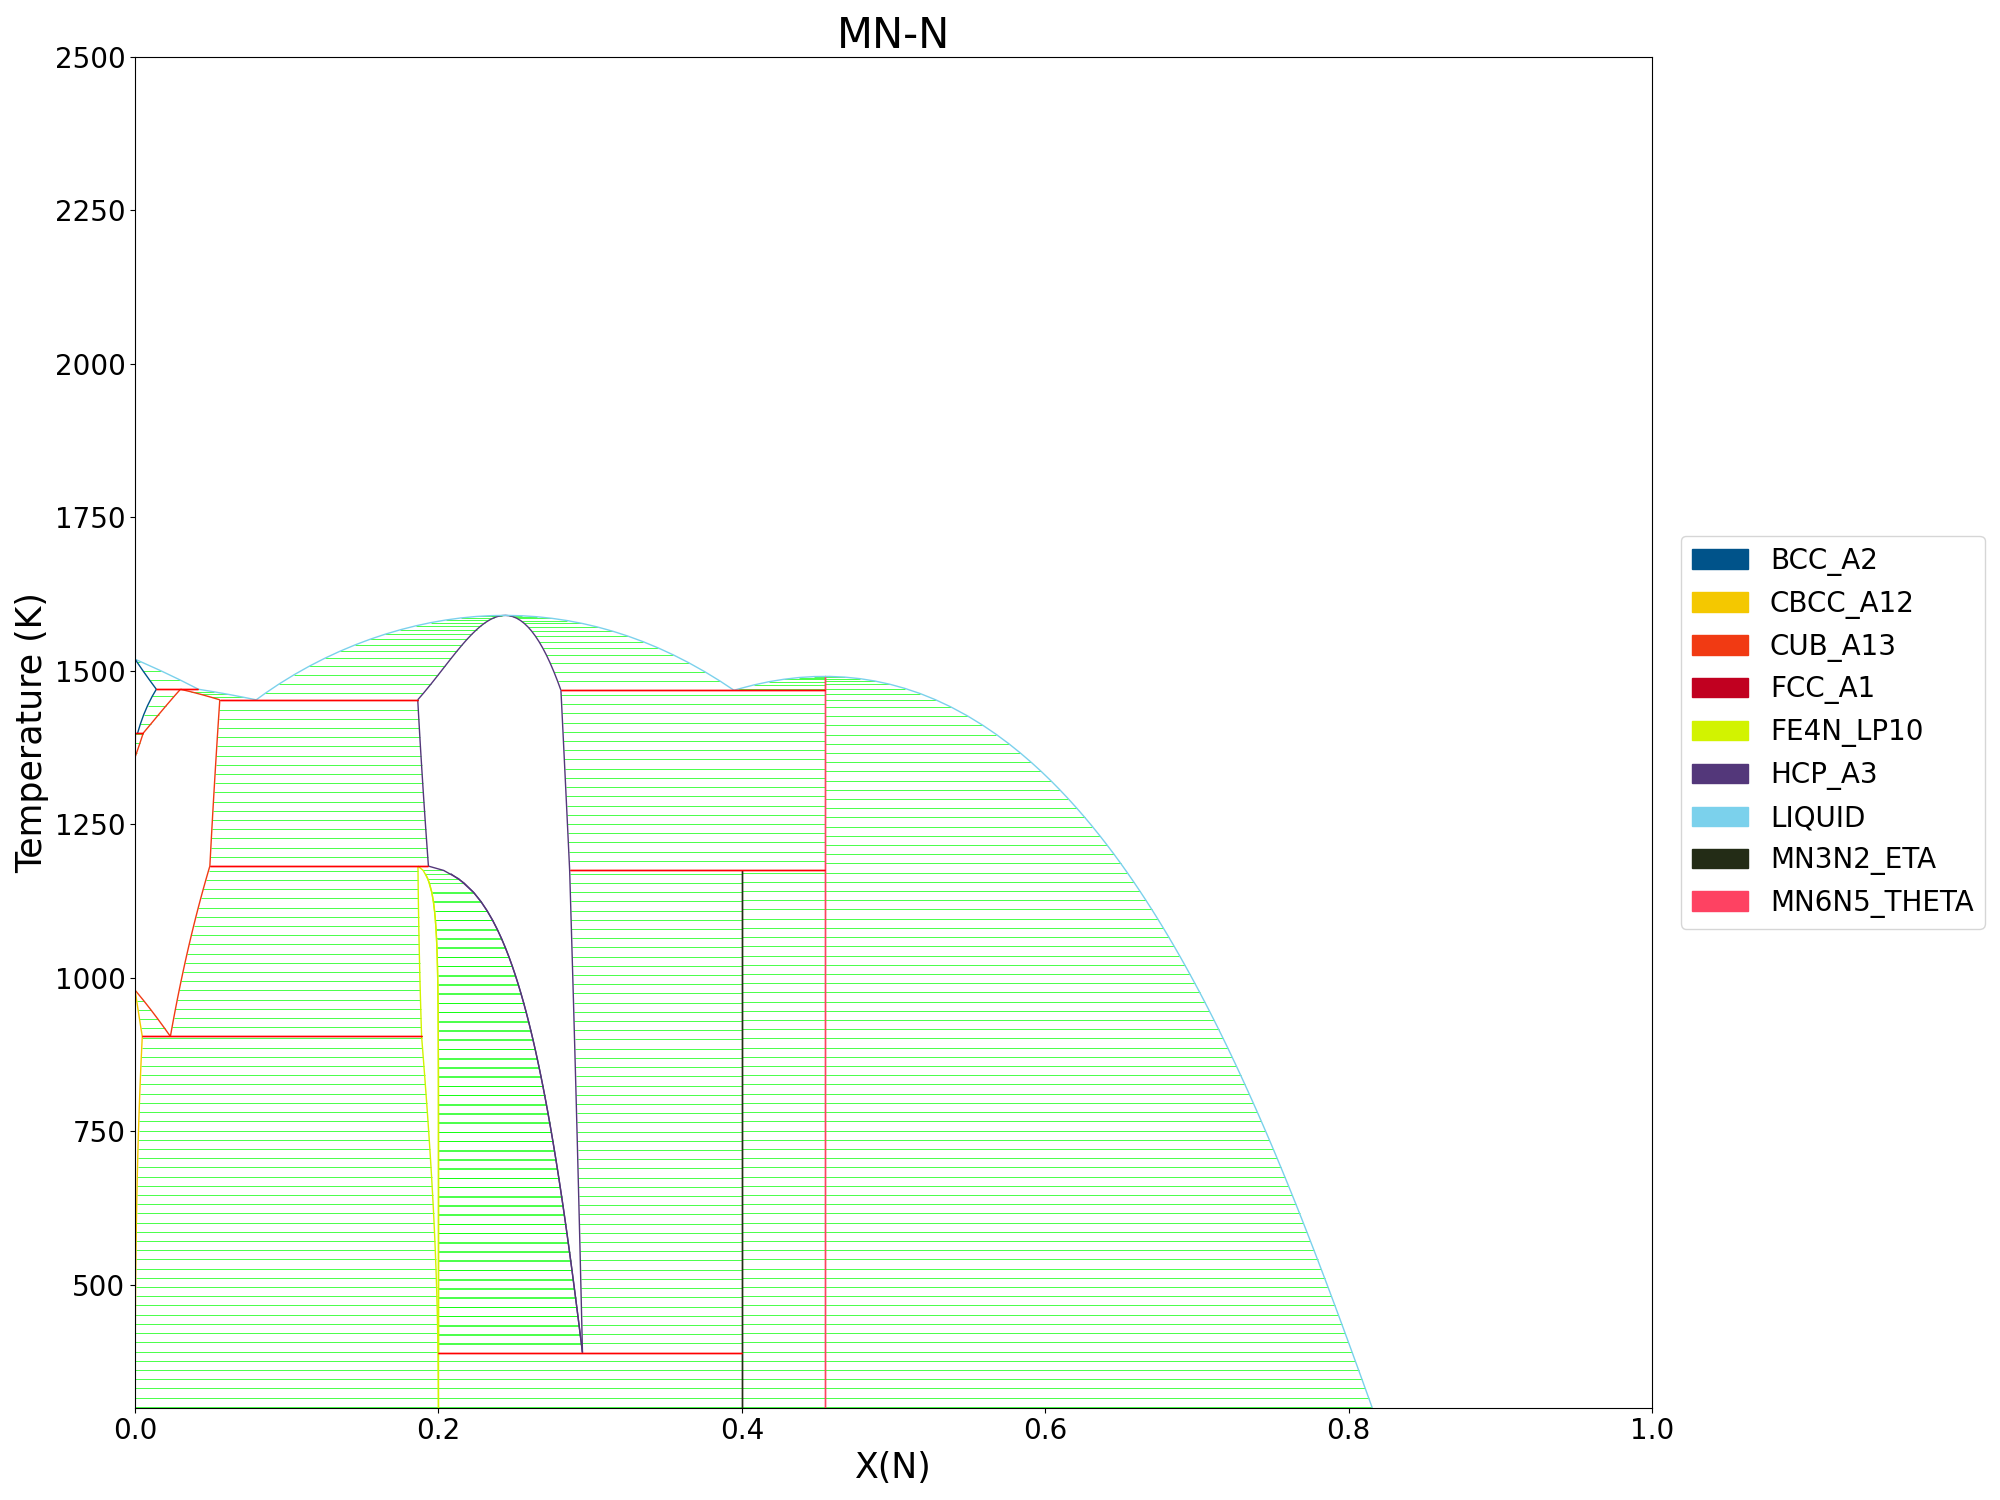 MN-N
Temperature (K)
2500
2250
2000
1750
1500
1250
1000
750
500
0.0
0.2
0.4
0.6
0.8
1.0
X(N)
BCC_A2
CBCC_A12
CUB_A13
FCC_A1
FE4N_LP10
HCP_A3
LIQUID
MN3N2_ETA
MN6N5_THETA